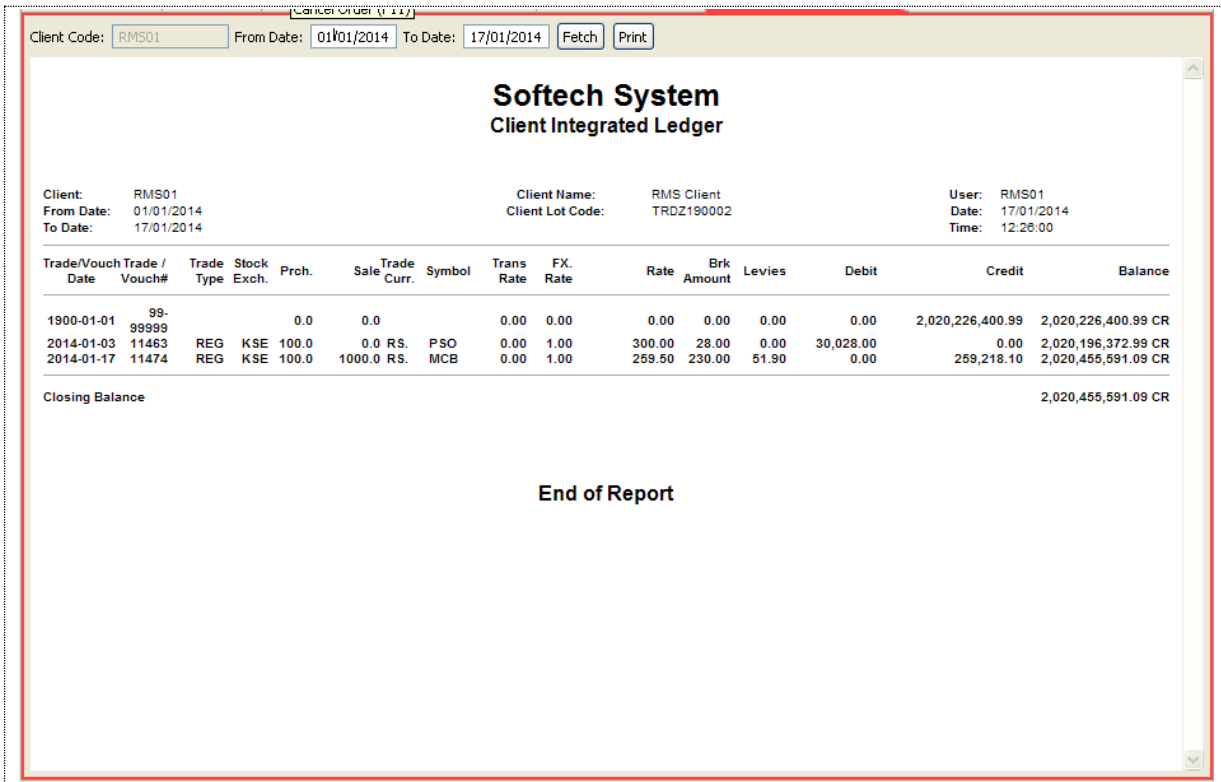 Cancel Order (F11)
Client Code: RMS01 From Date: 01/01/2014 To Date: 17/01/2014 Fetch Print
Softech System
Client Integrated Ledger
Client: RMS01 Client Name: RMS Client User: RMS01
From Date: 01/01/2014 Client Lot Code: TRDZ190002 Date: 17/01/2014
To Date: 17/01/2014 Time: 12:26:00
Trade/Vouch Trade / Trade Stock Prch. Sale Trade Symbol Trans FX. Rate Brk Levies Debit Credit Balance
Date Vouch# Type Exch. Curr. Rate Rate Amount
1900-01-01 99-99999 0.0 0.0 0.00 0.00 0.00 0.00 0.00 0.00 2,020,226,400.99 2,020,226,400.99 CR
2014-01-03 11463 REG KSE 100.0 0.0 RS. PSO 0.00 1.00 300.00 28.00 0.00 30,028.00 0.00 2,020,196,372.99 CR
2014-01-17 11474 REG KSE 100.0 1000.0 RS. MCB 0.00 1.00 259.50 230.00 51.90 0.00 259,218.10 2,020,455,591.09 CR
Closing Balance 2,020,455,591.09 CR
End of Report